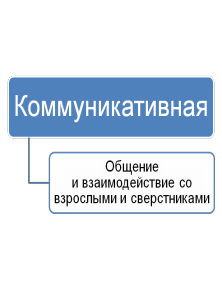 Коммуникативная
Общение
и взаимодействие со
взрослыми и сверстниками